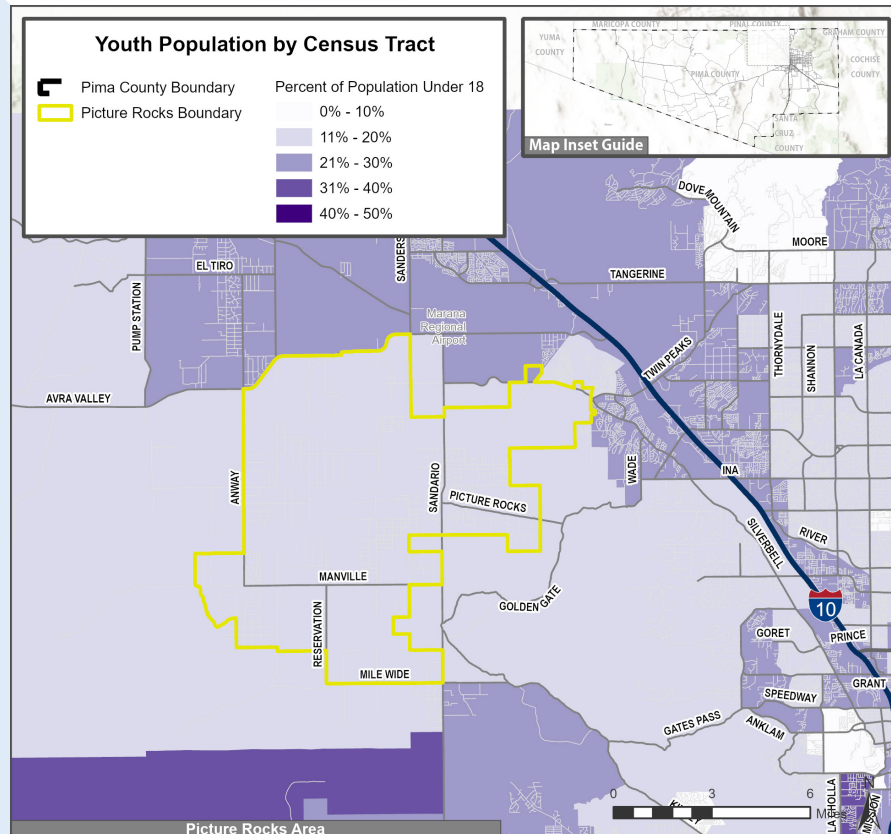 Youth Population by Census Tract
Pima County Boundary
Picture Rocks Boundary
Percent of Population Under 18
0% - 10%
11% - 20%
21% - 30%
31% - 40%
40% - 50%
MARICOPA COUNTY
PINAL COUNTY
GRAHAM COUNTY
YUMA
COUNTY
COCHISE
COUNTY
PIMA COUNTY
SANTA
CRUZ
COUNTY
Map Inset Guide
DOVE MOUNTAIN
MOORE
EL TIRO
SANDERS
TANGERINE
PUMP STATION
Marana
Regional
Airport
TWIN PEAKS
THORNYDALE
SHANNON
LA CANADA
AVRA VALLEY
ANWAY
SANDARIO
WADE
INA
PICTURE ROCKS
SILVERBELL
RIVER
MANVILLE
GOLDEN GATE
10
RESERVATION
GORET
PRINCE
MILE WIDE
GRANT
SPEEDWAY
GATES PASS
ANKLAM
0
3
6
Miles
LA CHOLLA
MISSION
Picture Rocks Area